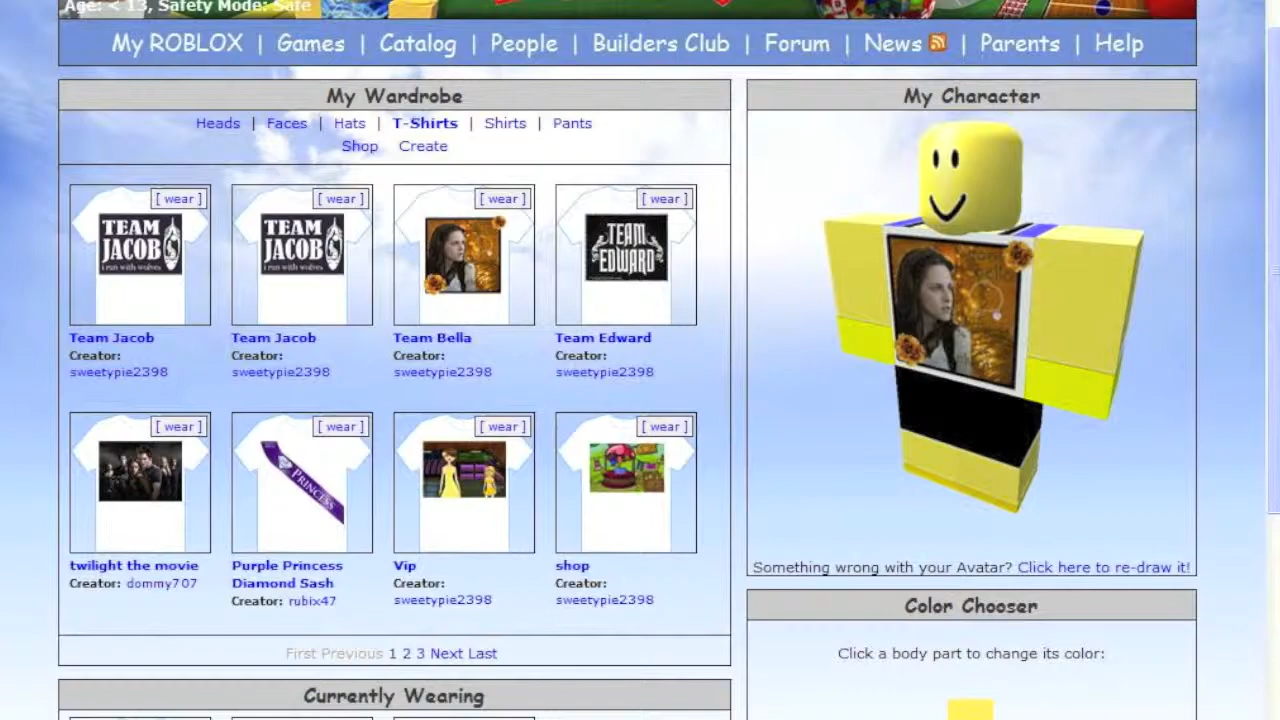 Age: < 13, Safety Mode: Safe
My ROBLOX | Games | Catalog | People | Builders Club | Forum | News | Parents | Help
My Wardrobe
Heads | Faces | Hats | T-Shirts | Shirts | Pants
Shop Create
[ wear ] [ wear ] [ wear ] [ wear ]
TEAM JACOB i run with wolves.
TEAM JACOB i run with wolves.
TEAM EDWARD
Team Jacob Team Jacob Team Bella Team Edward
Creator: Creator: Creator: Creator:
sweetypie2398 sweetypie2398 sweetypie2398 sweetypie2398
[ wear ] [ wear ] [ wear ] [ wear ]
PRINCESS
twilight the movie Purple Princess Vip shop
Creator: dommy707 Diamond Sash Creator: Creator:
Creator: rubix47 sweetypie2398 sweetypie2398
First Previous 1 2 3 Next Last
Currently Wearing
My Character
Something wrong with your Avatar? Click here to re-draw it!
Color Chooser
Click a body part to change its color: